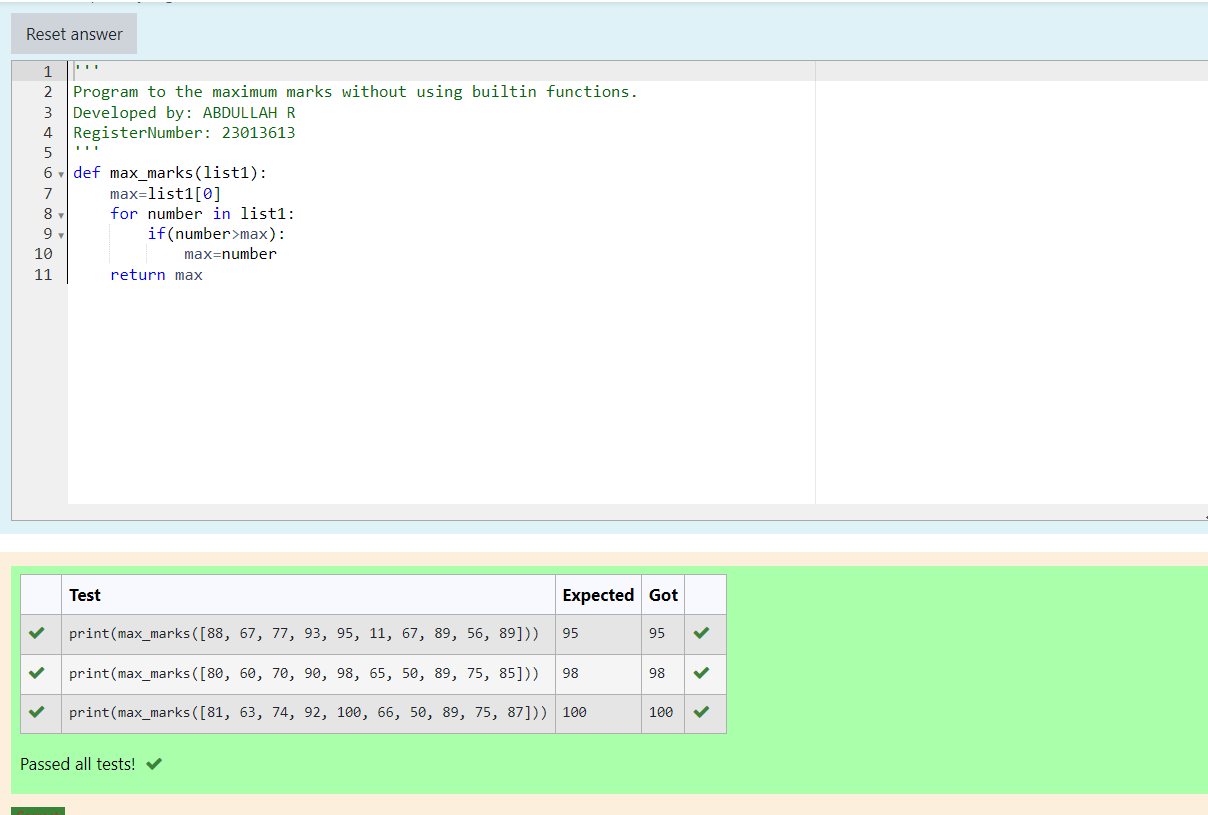 Reset answer
1 '''
2 Program to the maximum marks without using builtin functions.
3 Developed by: ABDULLAH R
4 RegisterNumber: 23013613
5 '''
6 def max_marks(list1):
7     max=list1[0]
8     for number in list1:
9         if(number>max):
10             max=number
11     return max
Test Expected Got
print(max_marks([88, 67, 77, 93, 95, 11, 67, 89, 56, 89])) 95 95
print(max_marks([80, 60, 70, 90, 98, 65, 50, 89, 75, 85])) 98 98
print(max_marks([81, 63, 74, 92, 100, 66, 50, 89, 75, 87])) 100 100
Passed all tests!